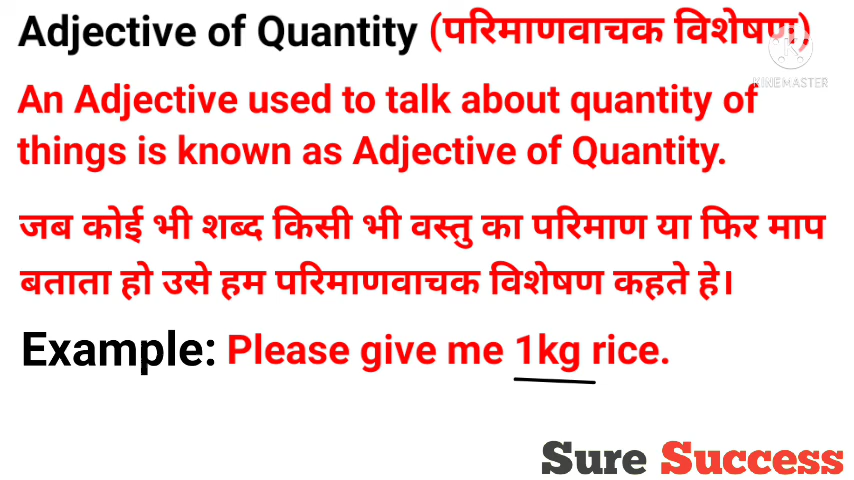 Adjective of Quantity (परिमाणवाचक विशेषण)
KINEMASTER
An Adjective used to talk about quantity of
things is known as Adjective of Quantity.
जब कोई भी शब्द किसी भी वस्तु का परिमाण या फिर माप
बताता हो उसे हम परिमाणवाचक विशेषण कहते हे।
Example: Please give me 1kg rice.
Sure Success